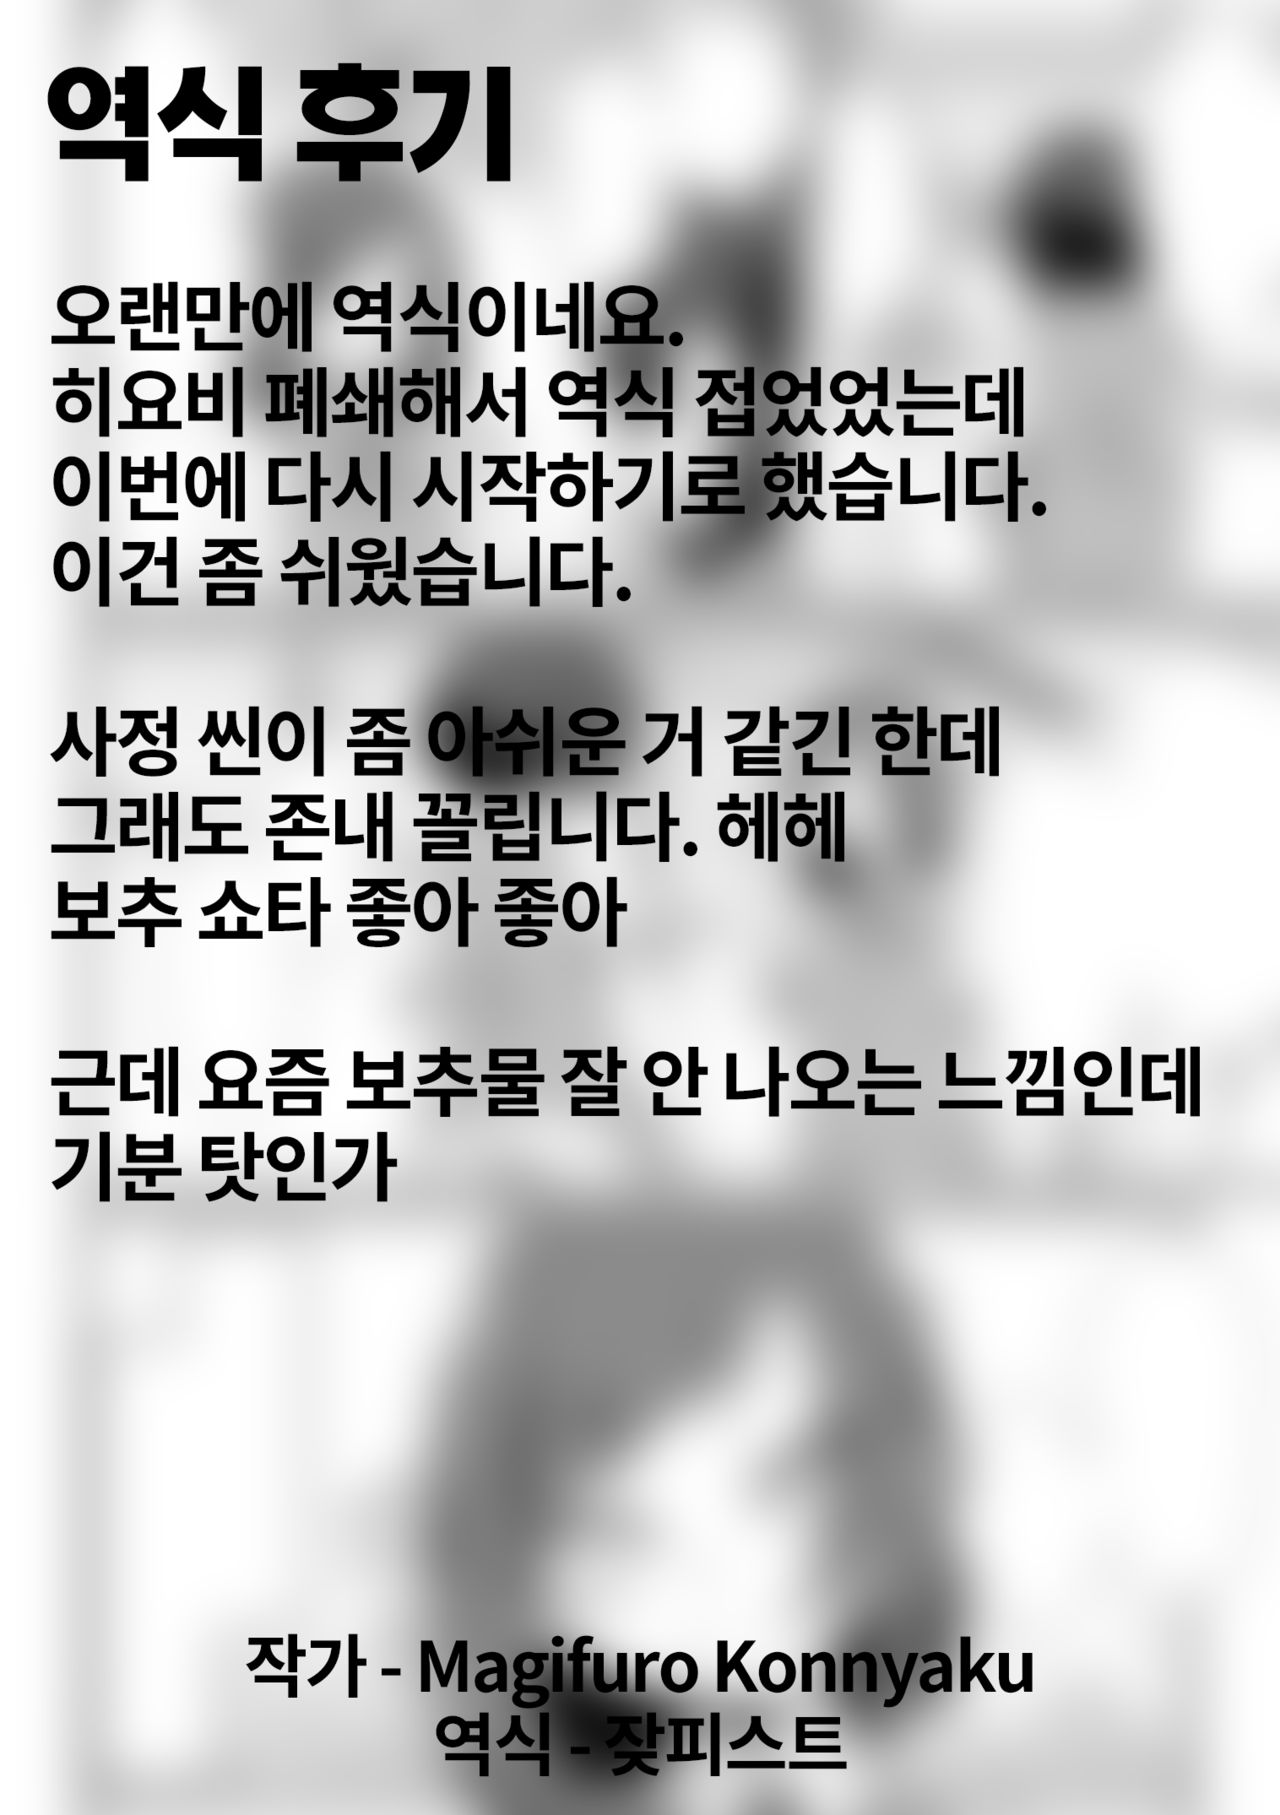 역식 후기
오랜만에 역식이네요.
히요비 폐쇄해서 역식 접었었는데
이번에 다시 시작하기로 했습니다.
이건 좀 쉬웠습니다.
사정 씬이 좀 아쉬운 거 같긴 한데
그래도 존내 꼴립니다. 헤헤
보추 쇼타 좋아 좋아
근데 요즘 보추물 잘 안 나오는 느낌인데
기분 탓인가
작가 - Magifuro Konnyaku
역식 - 잦피스트